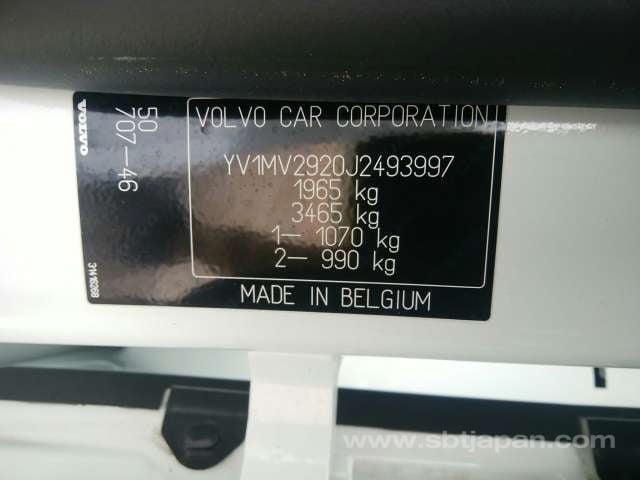 VOLVO
50
707-46
31416268
VOLVO CAR CORPORATION
YV1MV2920J2493997
1965 kg
3465 kg
1— 1070 kg
2— 990 kg
MADE IN BELGIUM
www.sbtjapan.com